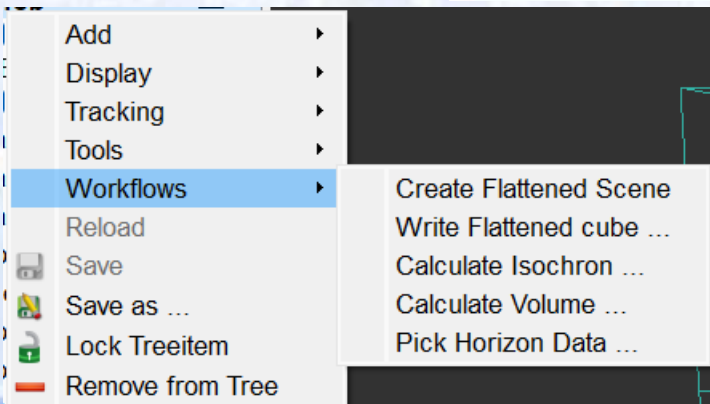 Add
Display
Tracking
Tools
Workflows
Reload
Save
Save as ...
Lock Treeitem
Remove from Tree
Create Flattened Scene
Write Flattened cube ...
Calculate Isochron ...
Calculate Volume ...
Pick Horizon Data ...